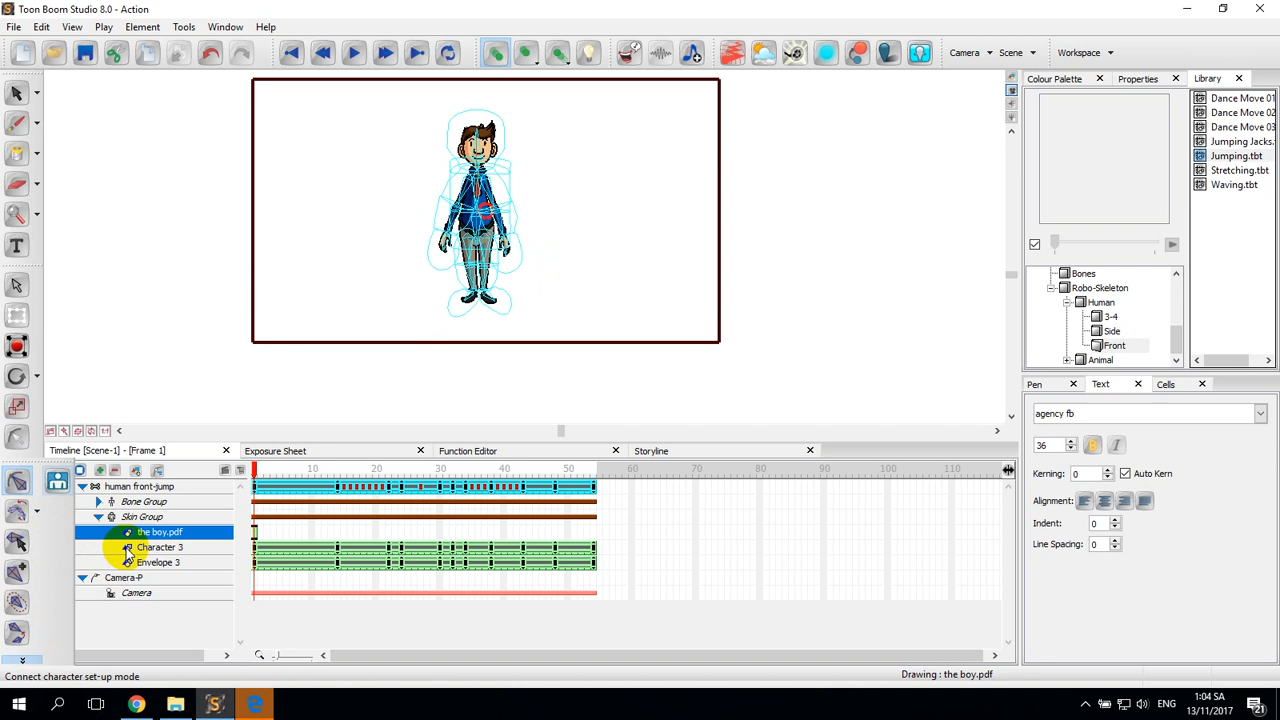 Toon Boom Studio 8.0 - Animation
File Edit View Play Element Tools Window Help
Camera Scene Workspace
Colour Palette Properties Library
Dance Move 01
Dance Move 02
Dance Move 03
Jumping Jacks.
Jumping.tbt
Stretching.tbt
Waving.tbt
Bones
Robo-Skeleton
Human
3-4
Side
Front
Animal
Pen Text Cells
agency fb
36
Kerning: 0 Auto Kern
Alignment:
Indent: 0
Line Spacing: 0
Timeline [Scene-1] - [Frame 1] Exposure Sheet Function Editor Storyline
10 20 30 40 50 60 70 80 90 100 110
human front-jump
Bone Group
Skin Group
the boy.pdf
Character 3
Envelope 3
Camera-P
Camera
Connect character set-up mode
Drawing : the boy.pdf
ENG
1:04 SA
13/11/2017
21